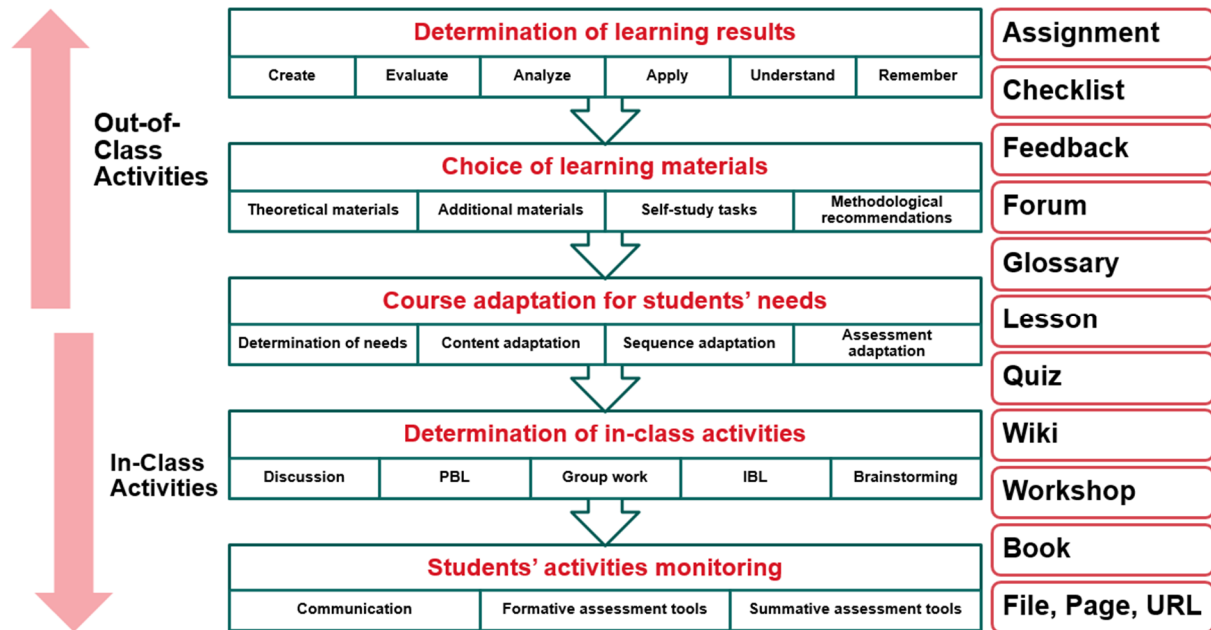 Out-of-
Class
Activities
In-Class
Activities
Determination of learning results
Create
Evaluate
Analyze
Apply
Understand
Remember
Choice of learning materials
Theoretical materials
Additional materials
Self-study tasks
Methodological
recommendations
Course adaptation for students’ needs
Determination of needs
Content adaptation
Sequence adaptation
Assessment
adaptation
Determination of in-class activities
Discussion
PBL
Group work
IBL
Brainstorming
Students’ activities monitoring
Communication
Formative assessment tools
Summative assessment tools
Assignment
Checklist
Feedback
Forum
Glossary
Lesson
Quiz
Wiki
Workshop
Book
File, Page, URL